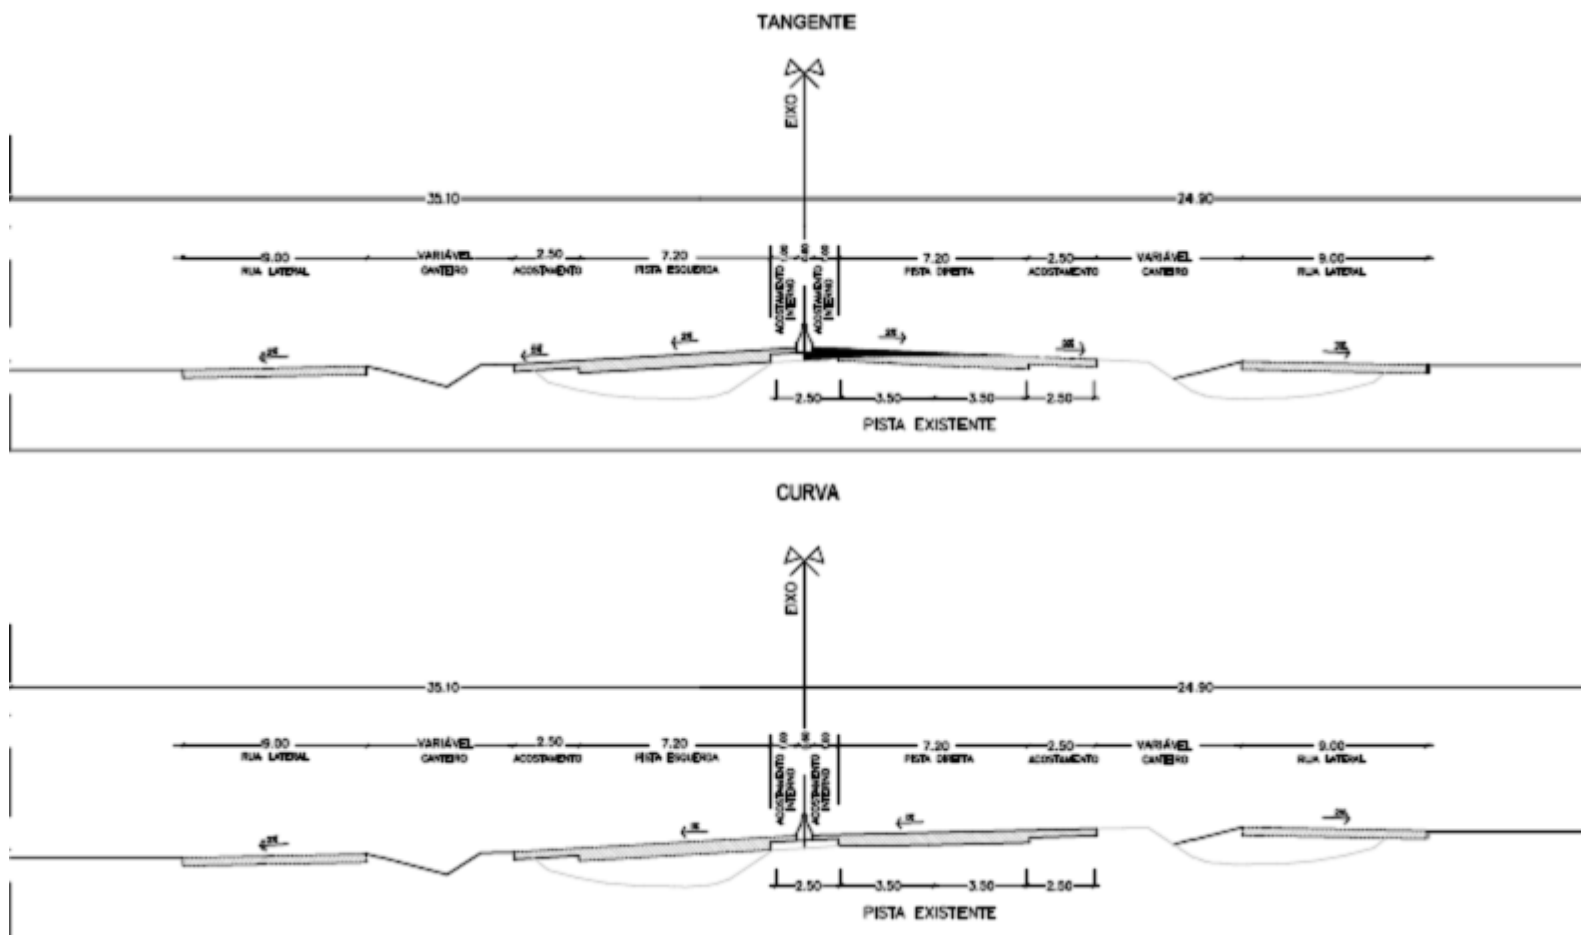 TANGENTE
EIXO
35.10 24.90
9.00 VARIÁVEL 2.50 7.20 7.20 2.50 VARIÁVEL 9.00
RUA LATERAL CANTEIRO ACOSTAMENTO PISTA ESQUERDA ACOSTAMENTO INTERNO ACOSTAMENTO INTERNO PISTA DIREITA ACOSTAMENTO CANTEIRO RUA LATERAL
2.50 3.50 3.50 2.50
PISTA EXISTENTE
CURVA
EIXO
35.10 24.90
9.00 VARIÁVEL 2.50 7.20 7.20 2.50 VARIÁVEL 9.00
RUA LATERAL CANTEIRO ACOSTAMENTO PISTA ESQUERDA ACOSTAMENTO INTERNO ACOSTAMENTO INTERNO PISTA DIREITA ACOSTAMENTO CANTEIRO RUA LATERAL
2.50 3.50 3.50 2.50
PISTA EXISTENTE